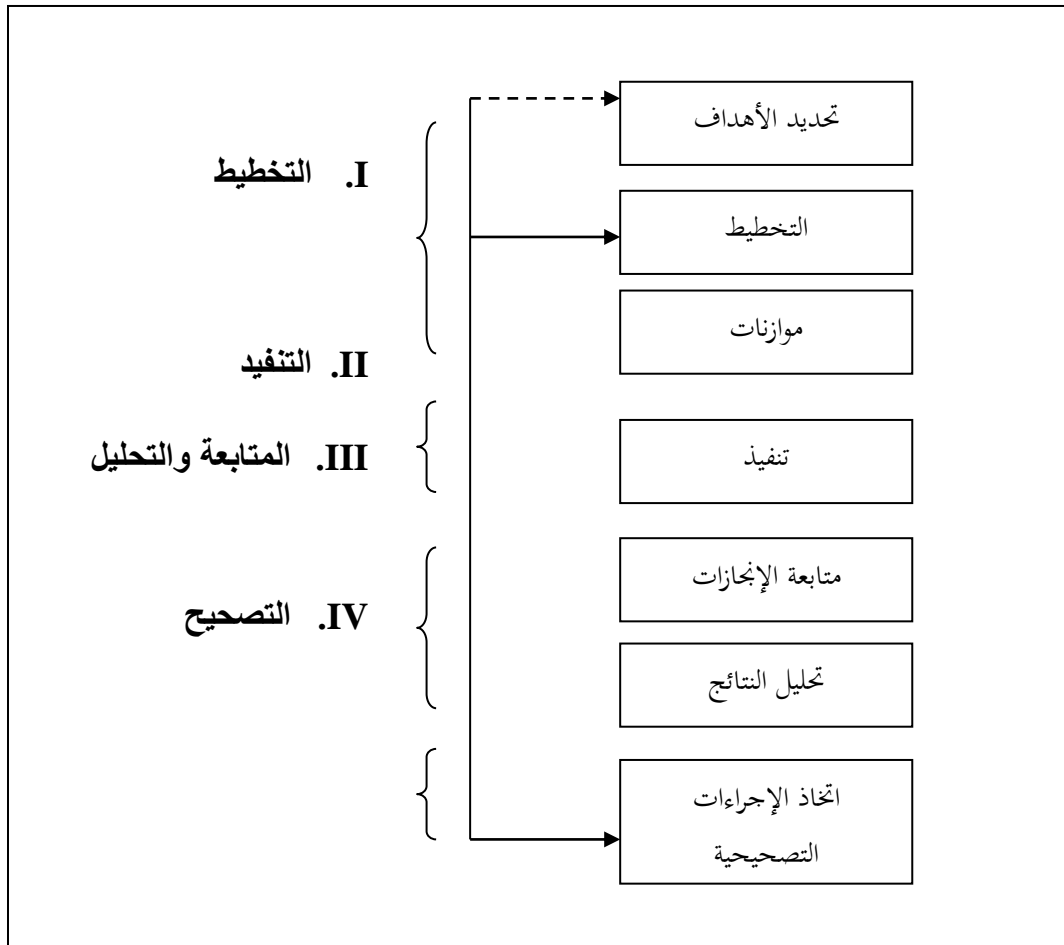 تحديد الأهداف
I. التخطيط
التخطيط
موازنات
II. التنفيد
III. المتابعة والتحليل
تنفيذ
متابعة الإنجازات
IV. التصحيح
تحليل النتائج
اتخاذ الإجراءات
التصحيحية